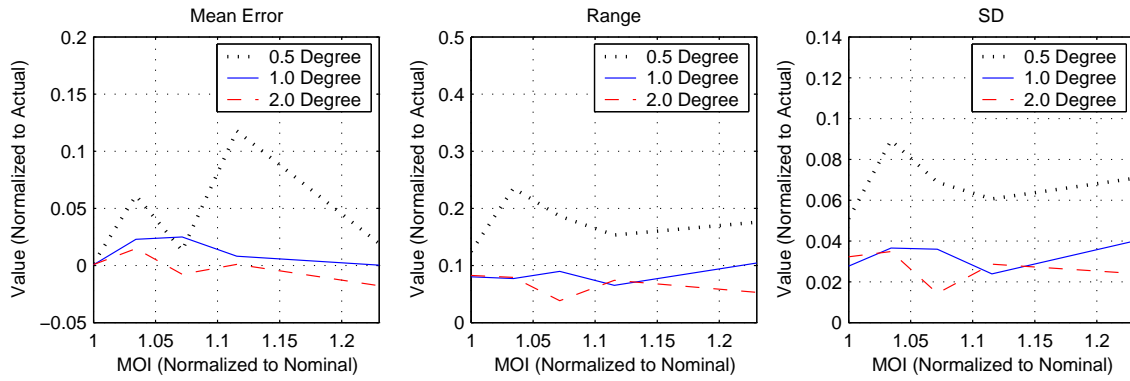 Mean Error
Value (Normalized to Actual)
0.2
0.15
0.1
0.05
0
−0.05
0.5 Degree
1.0 Degree
2.0 Degree
1 1.05 1.1 1.15 1.2
MOI (Normalized to Nominal)
Range
Value (Normalized to Actual)
0.5
0.4
0.3
0.2
0.1
0
0.5 Degree
1.0 Degree
2.0 Degree
1 1.05 1.1 1.15 1.2
MOI (Normalized to Nominal)
SD
Value (Normalized to Actual)
0.14
0.12
0.1
0.08
0.06
0.04
0.02
0
0.5 Degree
1.0 Degree
2.0 Degree
1 1.05 1.1 1.15 1.2
MOI (Normalized to Nominal)